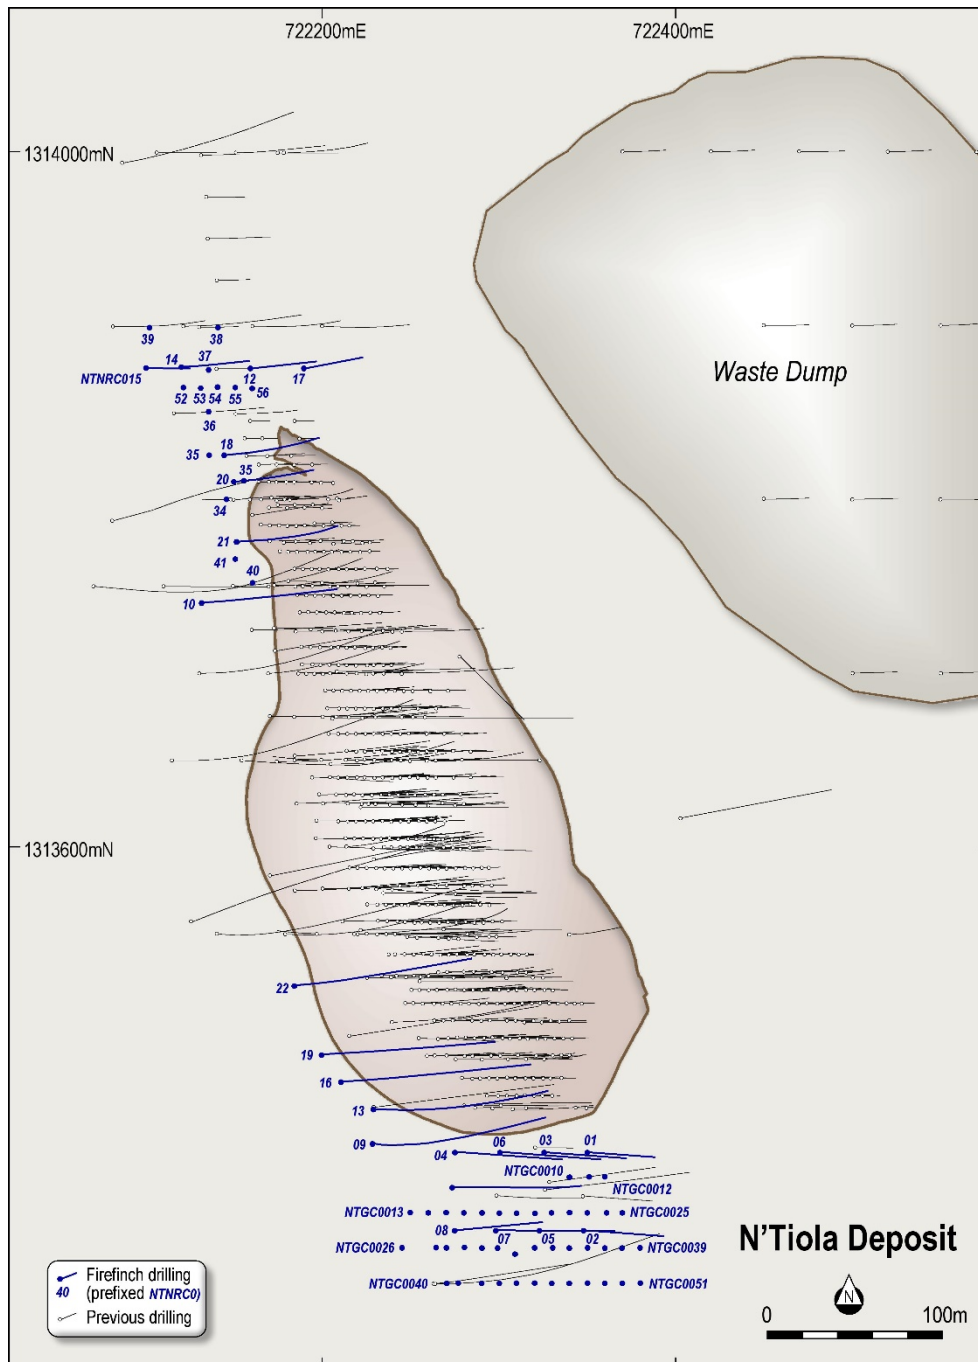 722200mE
722400mE
1314000mN
39
38
37
14
NTNRC015
12
17
52
53
54
55
56
36
Waste Dump
35
18
35
20
34
21
41
40
10
1313600mN
22
19
16
13
09
06
03
01
04
NTGC0010
NTGC0012
NTGC0013
NTGC0025
08
07
05
02
NTGC0026
NTGC0039
NTGC0040
NTGC0051
N'Tiola Deposit
N
0
100m
Firefinch drilling
40
(prefixed NTNRC0)
Previous drilling